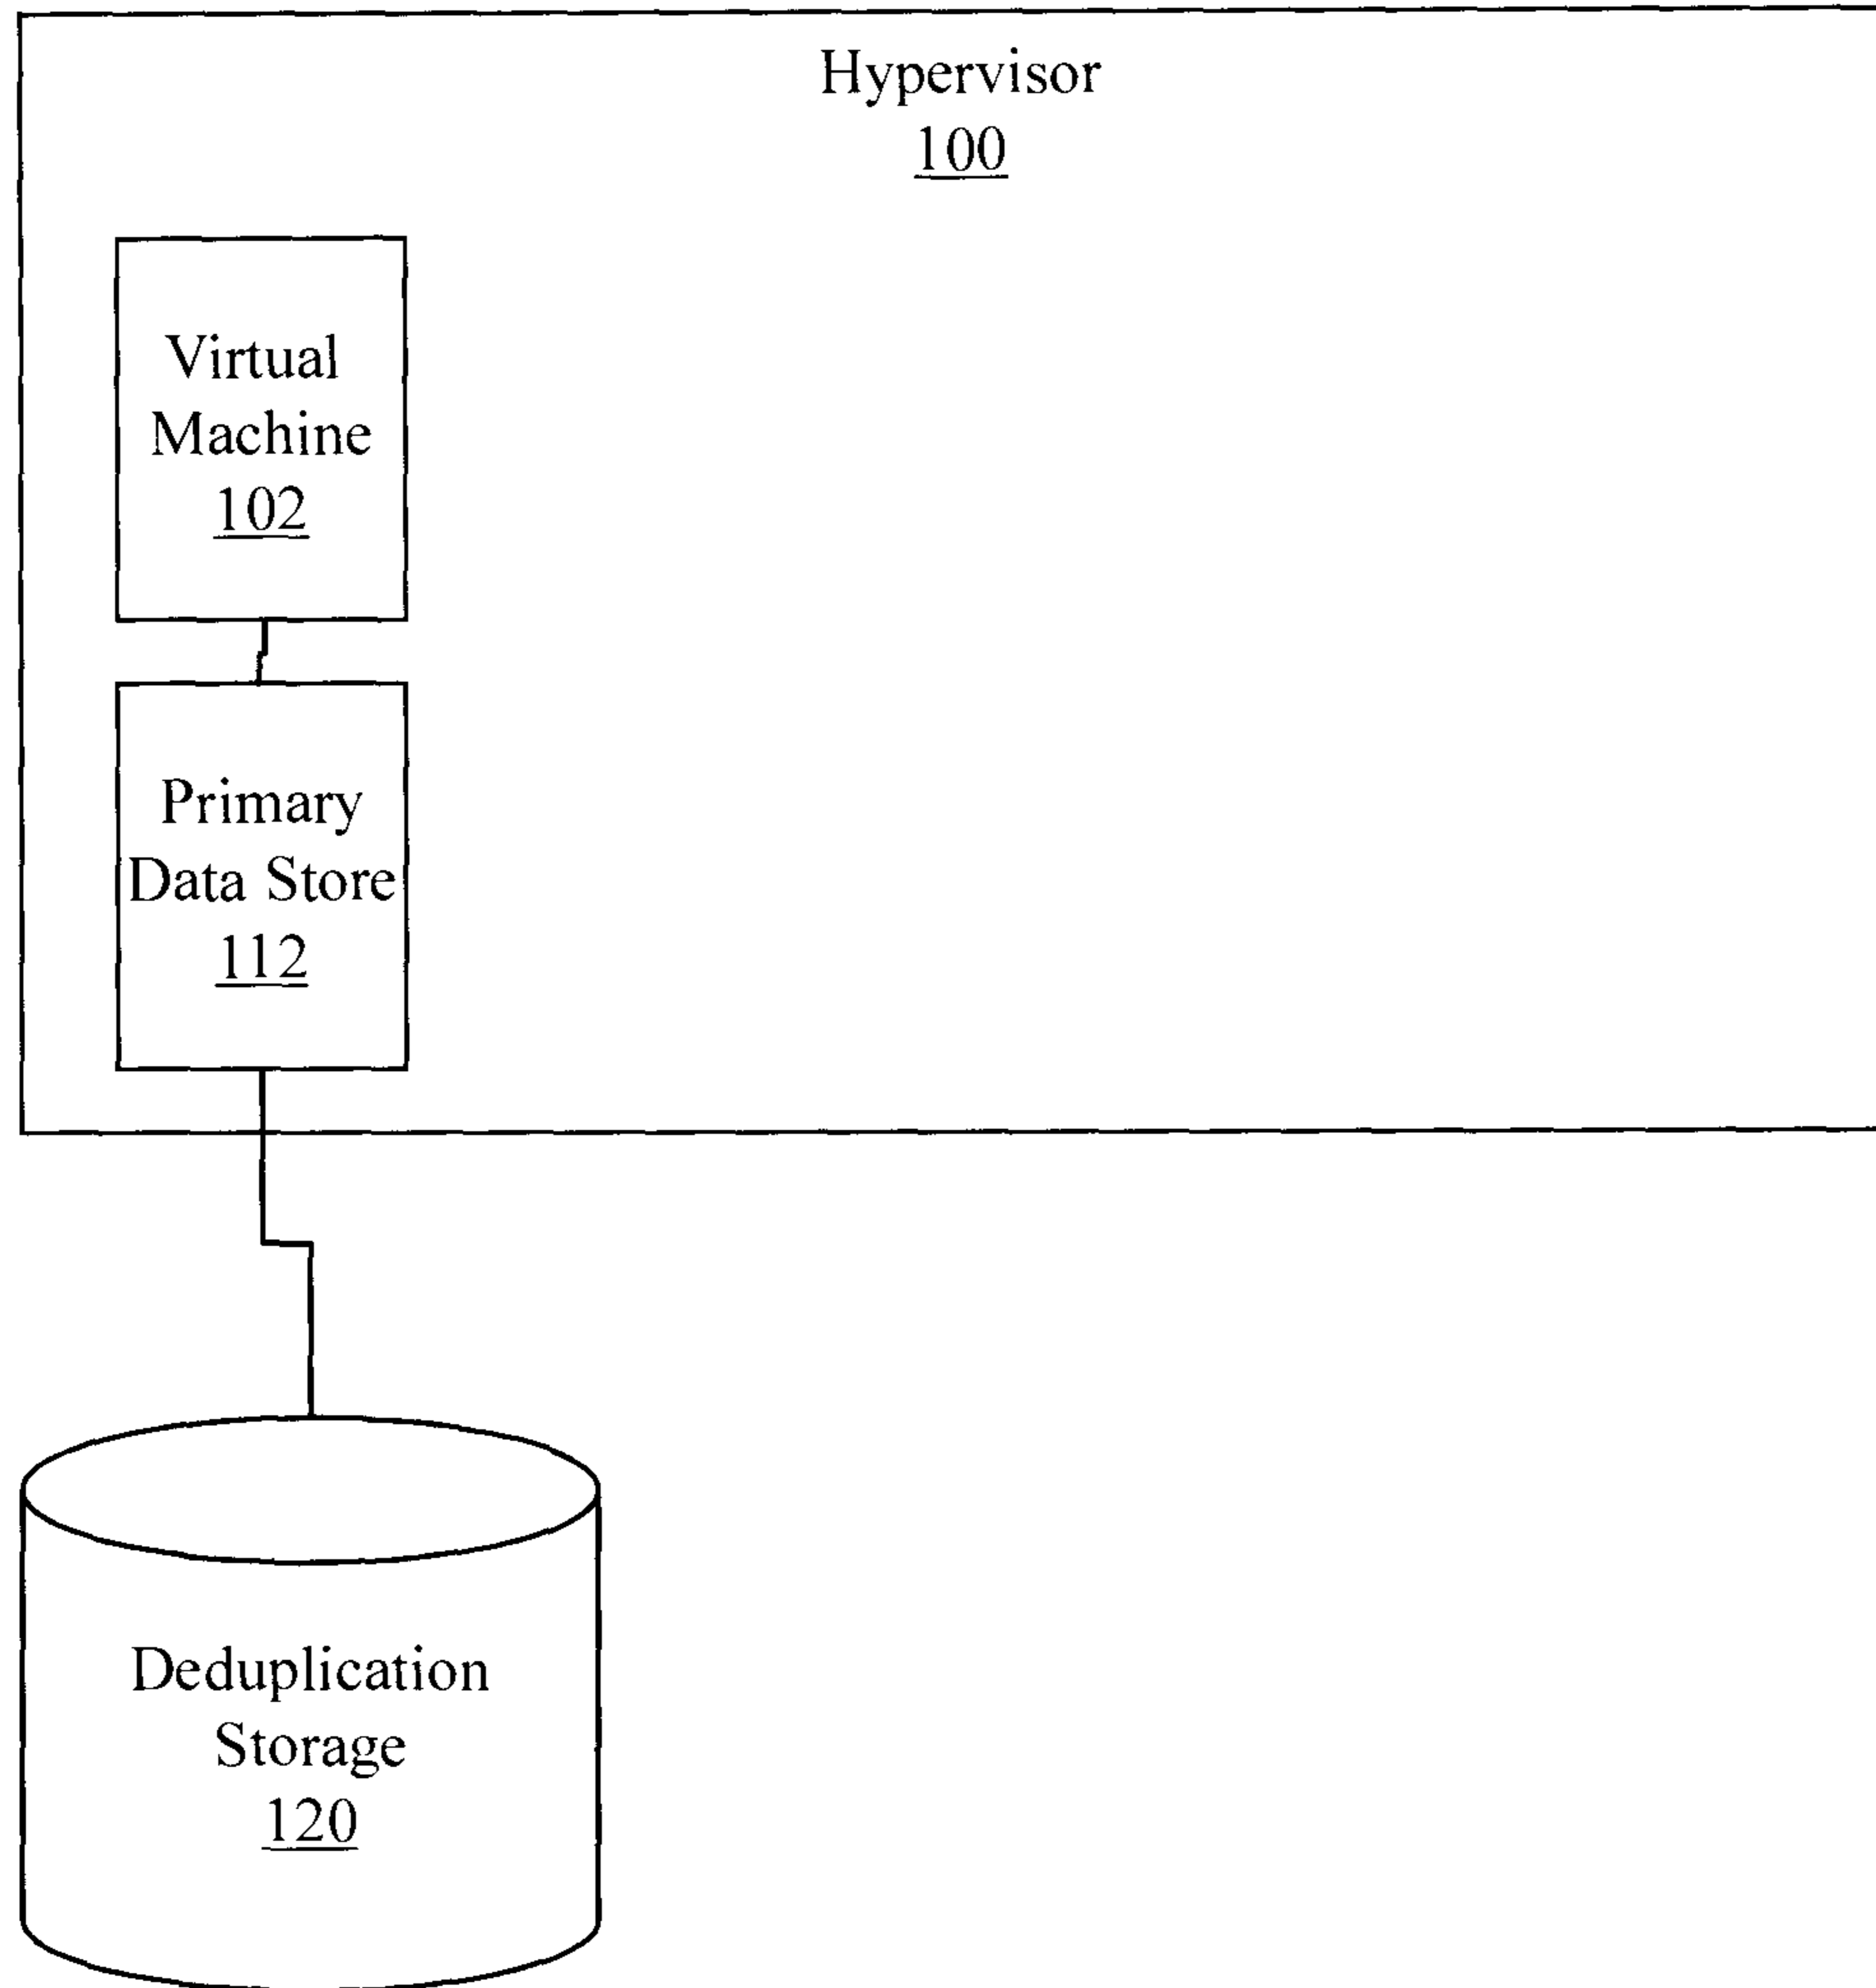 Hypervisor
100
Virtual
Machine
102
Primary
Data Store
112
Deduplication
Storage
120